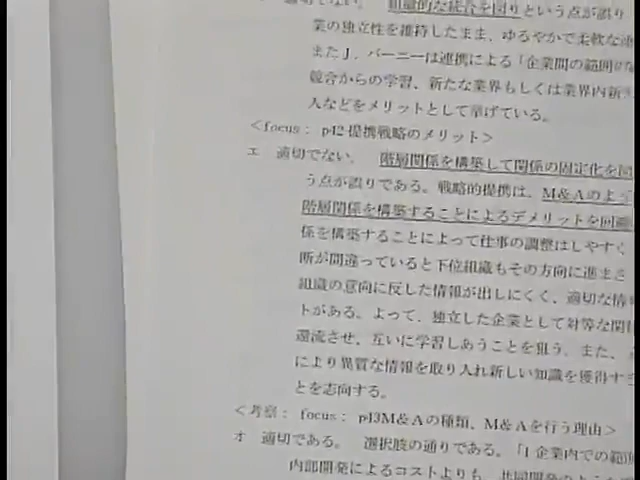 適切でない。 組織的な統合を図りという点が誤り
業の独立性を維持したまま、ゆるやかで柔軟な連
またＪ．バーニーは連携による「企業間の範囲の
競合からの学習、新たな業界もしくは業界内新
人などをメリットとして挙げている。
＜focus： p42 提携戦略のメリット＞
エ 適切でない。 階層関係を構築して関係の固定化を図
う点が誤りである。戦略的提携は、M＆Aのよう
階層関係を構築することによるデメリットを回避
係を構築することによって仕事の調整はしやすく
断が間違っていると下位組織もその方向に進まさ
組織の意向に反した情報が出しにくく、適切な情
トがある。よって、独立した企業として対等な関
還流させ、互いに学習しあうことを狙う。また、
により異質な情報を取り入れ新しい知識を獲得する
とを志向する。
＜考察： focus： p43M＆Aの種類、M＆Aを行う理由＞
オ 適切である。 選択肢の通りである。「１企業内での範
内部開発によるコストよりも、共同開発の